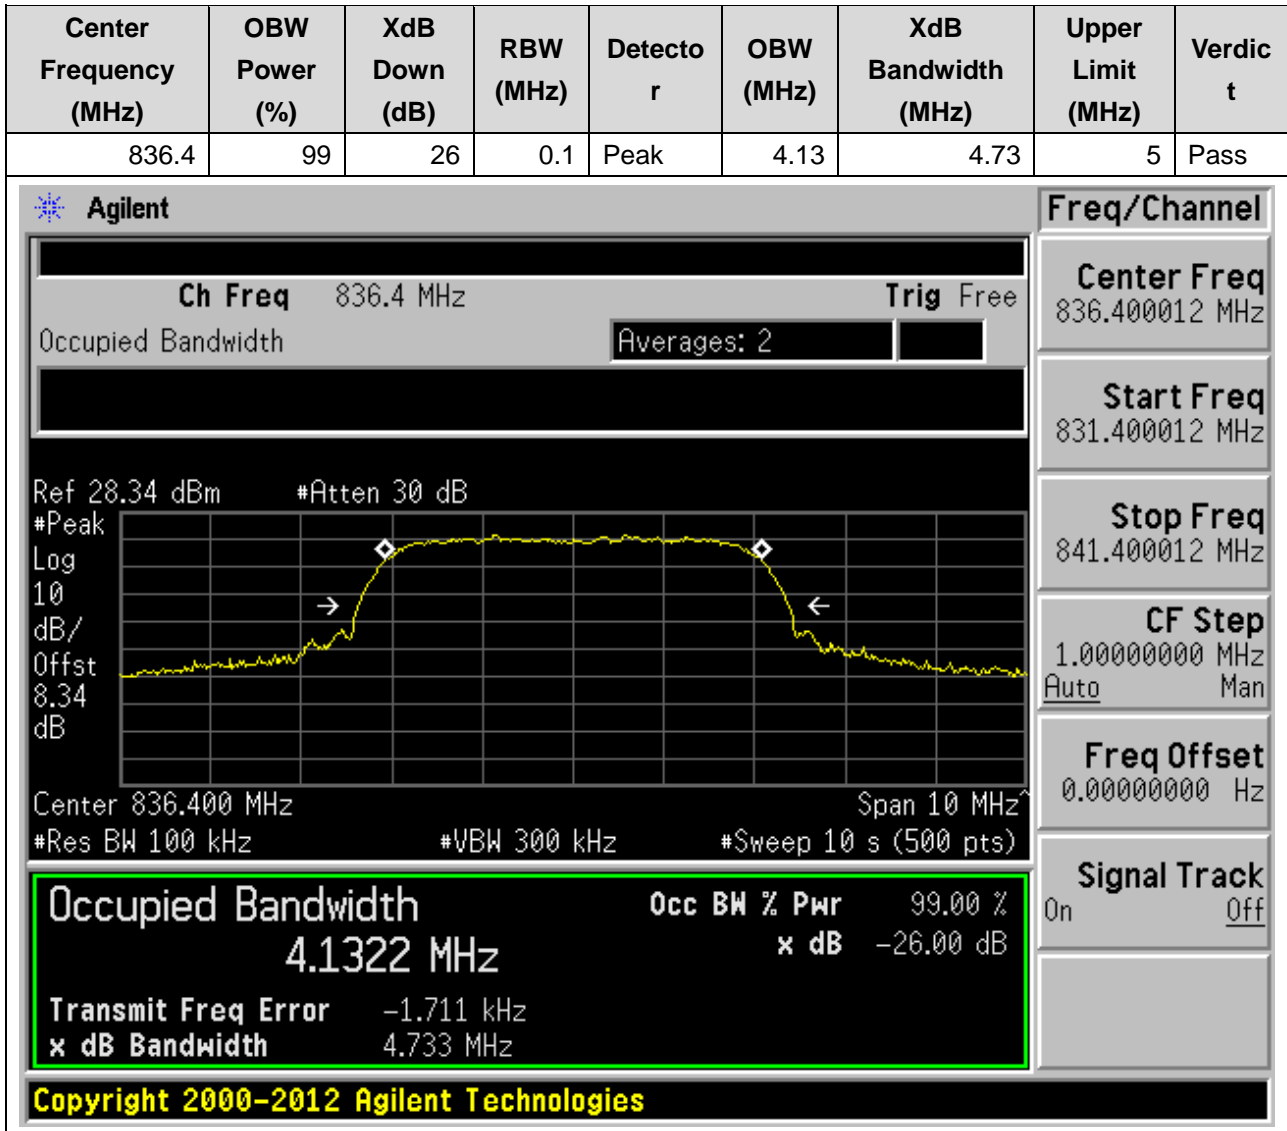 Center Frequency (MHz) OBW Power (%) XdB Down (dB) RBW (MHz) Detecto r OBW (MHz) XdB Bandwidth (MHz) Upper Limit (MHz) Verdic t
836.4 99 26 0.1 Peak 4.13 4.73 5 Pass
Agilent
Ch Freq 836.4 MHz Trig Free
Occupied Bandwidth Averages: 2
Ref 28.34 dBm #Atten 30 dB
#Peak
Log
10
dB/
Offst
8.34
dB
Center 836.400 MHz Span 10 MHz^
#Res BW 100 kHz #VBW 300 kHz #Sweep 10 s (500 pts)
Occupied Bandwidth Occ BW % Pwr 99.00 %
4.1322 MHz x dB -26.00 dB
Transmit Freq Error -1.711 kHz
x dB Bandwidth 4.733 MHz
Copyright 2000-2012 Agilent Technologies
Freq/Channel
Center Freq
836.400012 MHz
Start Freq
831.400012 MHz
Stop Freq
841.400012 MHz
CF Step
1.00000000 MHz
Auto Man
Freq Offset
0.00000000 Hz
Signal Track
On Off